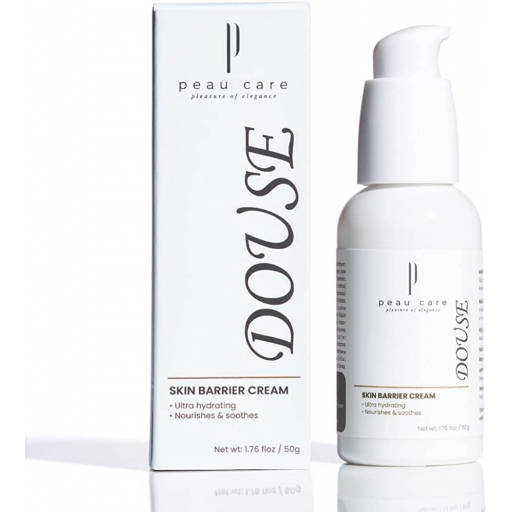 peau care
pleasure of elegance
DOUSE
SKIN BARRIER CREAM
• Ultra hydrating
• Nourishes & soothes
Net wt: 1.76 floz / 50g
peau care
pleasure of elegance
DOUSE
SKIN BARRIER CREAM
• Ultra hydrating
• Nourishes & soothes
Net wt: 1.76 floz / 50g